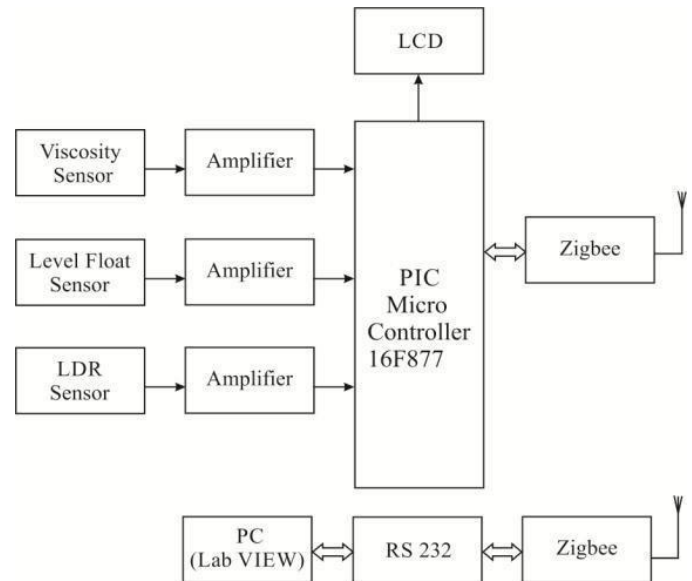 LCD
Viscosity
Sensor
Amplifier
Level Float
Sensor
Amplifier
LDR
Sensor
Amplifier
PIC
Micro
Controller
16F877
Zigbee
PC
(Lab VIEW)
RS 232
Zigbee